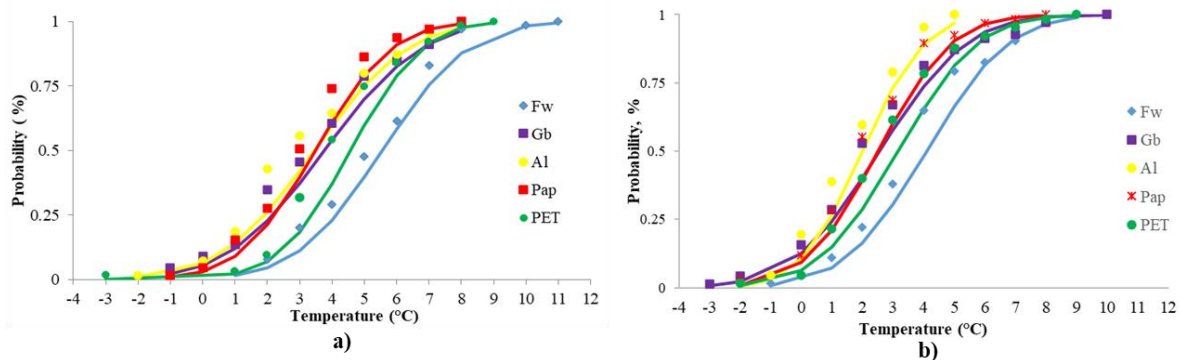 1
0.75
0.5
0.25
0
Probability ( %)
-4 -3 -2 -1 0 1 2 3 4 5 6 7 8 9 10 11 12
Temperature (°C)
Fw
Gb
Al
Pap
PET
a)
1
0.75
0.5
0.25
0
Probability, %
-4 -3 -2 -1 0 1 2 3 4 5 6 7 8 9 10 11 12
Temperature (°C)
Fw
Gb
Al
Pap
PET
b)